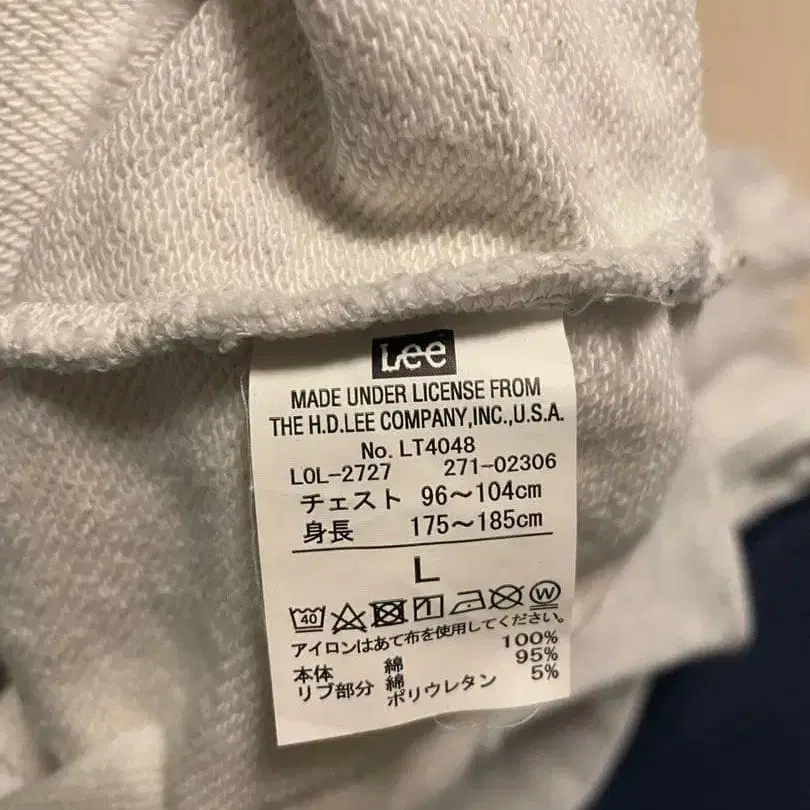 Lee
MADE UNDER LICENSE FROM
THE H.D.LEE COMPANY,INC.,U.S.A.
No. LT4048
LOL-2727 271-02306
チェスト 96～104cm
身長 175～185cm
L
40 W
アイロンはあて布を使用してください。
本体 綿 100%
リブ部分 綿 95%
ポリウレタン 5%